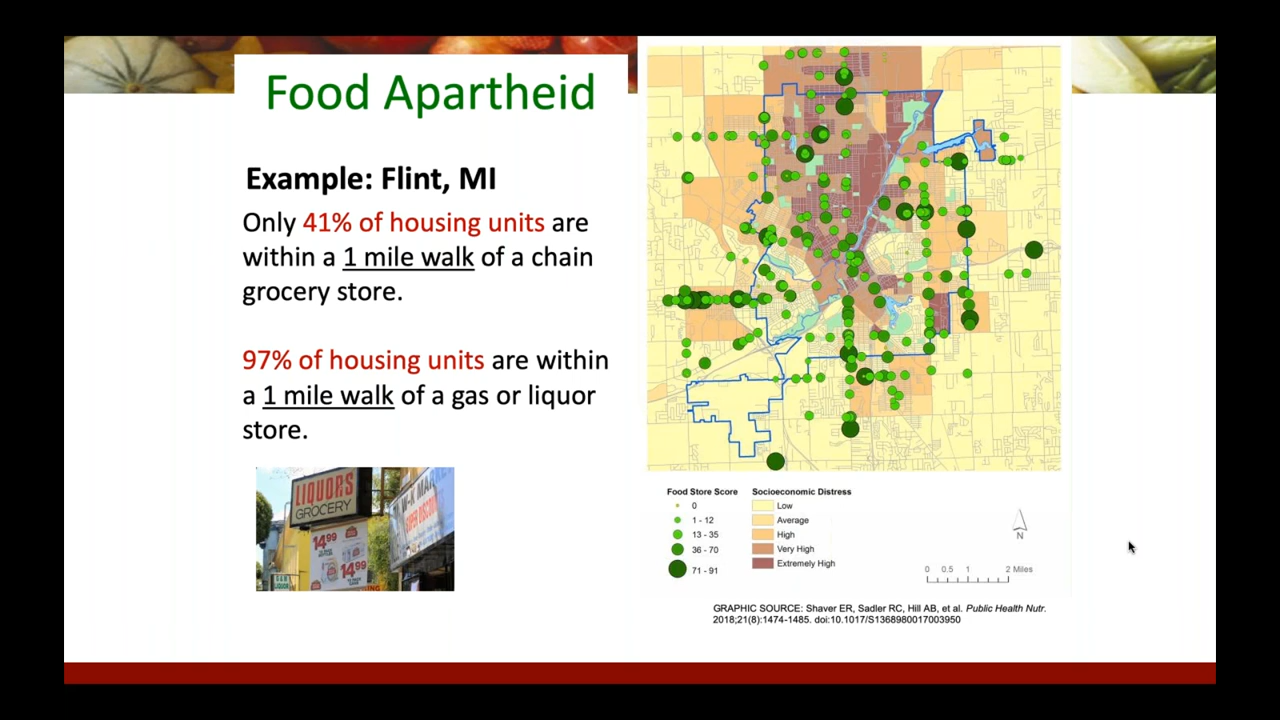 Food Apartheid
Example: Flint, MI
Only 41% of housing units are
within a 1 mile walk of a chain
grocery store.
97% of housing units are within
a 1 mile walk of a gas or liquor
store.
LIQUORS
GROCERY
14.99
14.99
Food Store Score
0
1 - 12
13 - 35
36 - 70
71 - 91
Socioeconomic Distress
Low
Average
High
Very High
Extremely High
N
0 0.5 1 2 Miles
GRAPHIC SOURCE: Shaver ER, Sadler RC, Hill AB, et al. Public Health Nutr.
2018;21(8):1474-1485. doi:10.1017/S1368980017003950